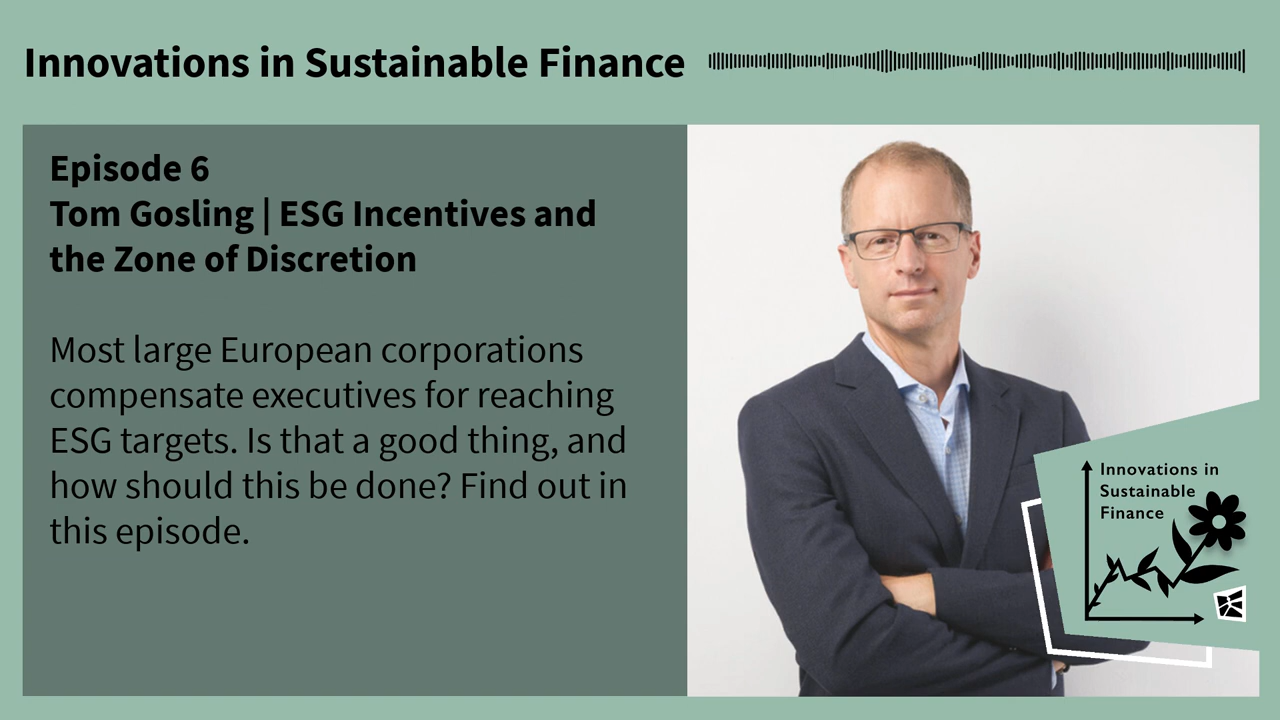 Innovations in Sustainable Finance
Episode 6
Tom Gosling | ESG Incentives and
the Zone of Discretion
Most large European corporations
compensate executives for reaching
ESG targets. Is that a good thing, and
how should this be done? Find out in
this episode.
Innovations in
Sustainable
Finance